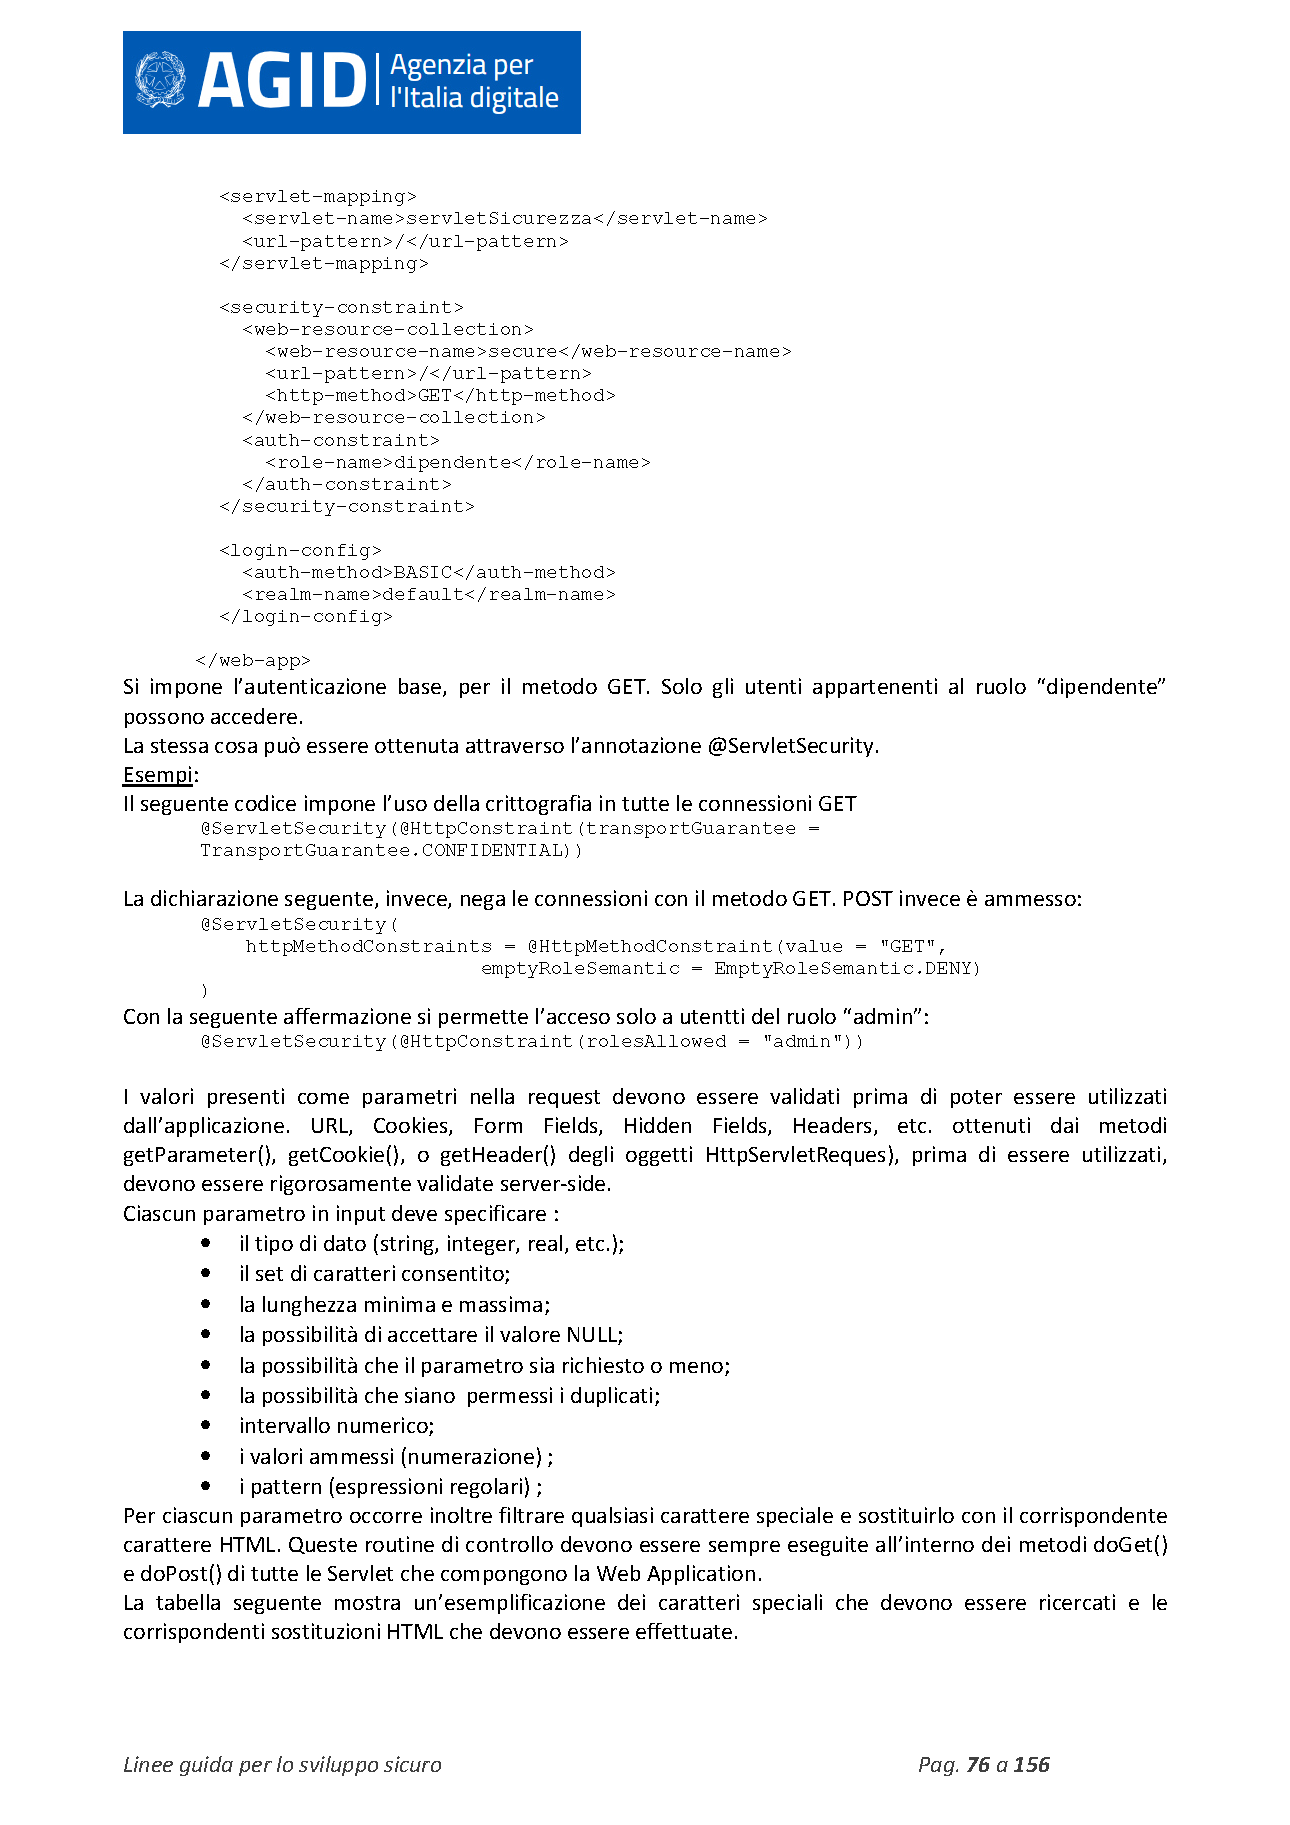 AGID Agenzia per
l'Italia digitale
<servlet-mapping>
<servlet-name>servletSicurezza</servlet-name>
<url-pattern>/</url-pattern>
</servlet-mapping>
<security-constraint>
<web-resource-collection>
<web-resource-name>secure</web-resource-name>
<url-pattern>/</url-pattern>
<http-method>GET</http-method>
</web-resource-collection>
<auth-constraint>
<role-name>dipendente</role-name>
</auth-constraint>
</security-constraint>
<login-config>
<auth-method>BASIC</auth-method>
<realm-name>default</realm-name>
</login-config>
</web-app>
Si impone l’autenticazione base, per il metodo GET. Solo gli utenti appartenenti al ruolo “dipendente”
possono accedere.
La stessa cosa può essere ottenuta attraverso l’annotazione @ServletSecurity.
Esempi:
Il seguente codice impone l’uso della crittografia in tutte le connessioni GET
@ServletSecurity(@HttpConstraint(transportGuarantee =
TransportGuarantee.CONFIDENTIAL))
La dichiarazione seguente, invece, nega le connessioni con il metodo GET. POST invece è ammesso:
@ServletSecurity(
httpMethodConstraints = @HttpMethodConstraint(value = "GET",
emptyRoleSemantic = EmptyRoleSemantic.DENY)
)
Con la seguente affermazione si permette l’acceso solo a utentti del ruolo “admin”:
@ServletSecurity(@HttpConstraint(rolesAllowed = "admin"))
I valori presenti come parametri nella request devono essere validati prima di poter essere utilizzati
dall’applicazione. URL, Cookies, Form Fields, Hidden Fields, Headers, etc. ottenuti dai metodi
getParameter(), getCookie(), o getHeader() degli oggetti HttpServletReques), prima di essere utilizzati,
devono essere rigorosamente validate server-side.
Ciascun parametro in input deve specificare :
• il tipo di dato (string, integer, real, etc.);
• il set di caratteri consentito;
• la lunghezza minima e massima;
• la possibilità di accettare il valore NULL;
• la possibilità che il parametro sia richiesto o meno;
• la possibilità che siano  permessi i duplicati;
• intervallo numerico;
• i valori ammessi (numerazione) ;
• i pattern (espressioni regolari) ;
Per ciascun parametro occorre inoltre filtrare qualsiasi carattere speciale e sostituirlo con il corrispondente
carattere HTML. Queste routine di controllo devono essere sempre eseguite all’interno dei metodi doGet()
e doPost() di tutte le Servlet che compongono la Web Application.
La tabella seguente mostra un’esemplificazione dei caratteri speciali che devono essere ricercati e le
corrispondenti sostituzioni HTML che devono essere effettuate.
Linee guida per lo sviluppo sicuro Pag. 76 a 156